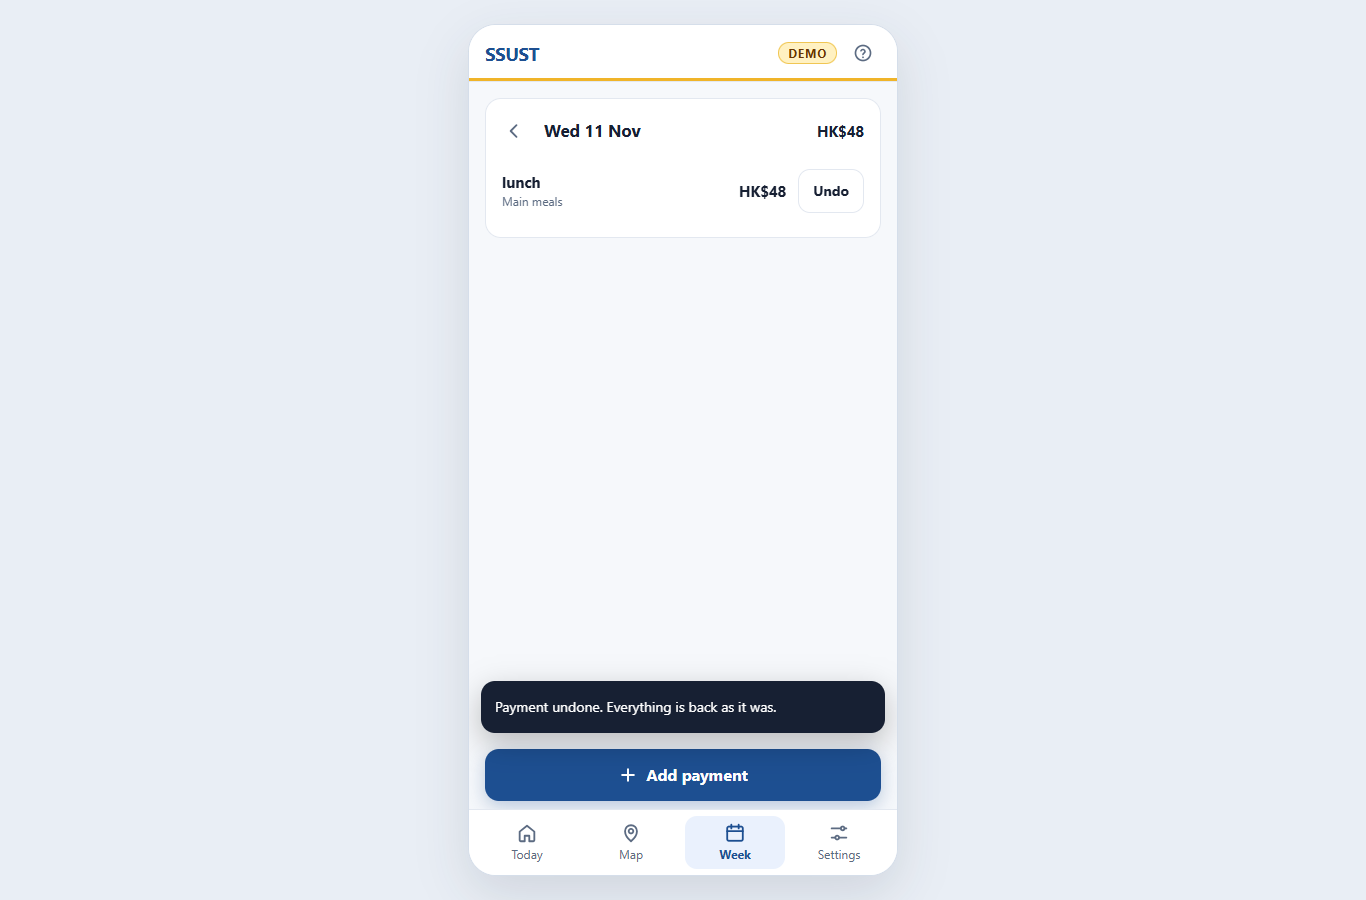 SSUST
DEMO
Wed 11 Nov
HK$48
lunch
Main meals
HK$48
Undo
Payment undone. Everything is back as it was.
Add payment
Today
Map
Week
Settings